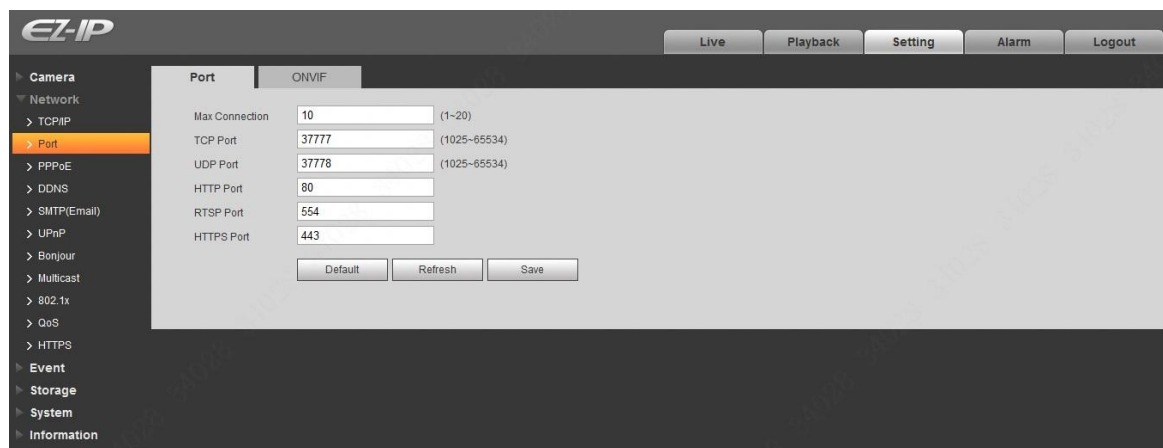 EZ-IP
Live Playback Setting Alarm Logout
Camera
Network
TCP/IP
Port
PPPoE
DDNS
SMTP(Email)
UPnP
Bonjour
Multicast
802.1x
QoS
HTTPS
Event
Storage
System
Information
Port ONVIF
Max Connection 10 (1~20)
TCP Port 37777 (1025~65534)
UDP Port 37778 (1025~65534)
HTTP Port 80
RTSP Port 554
HTTPS Port 443
Default Refresh Save